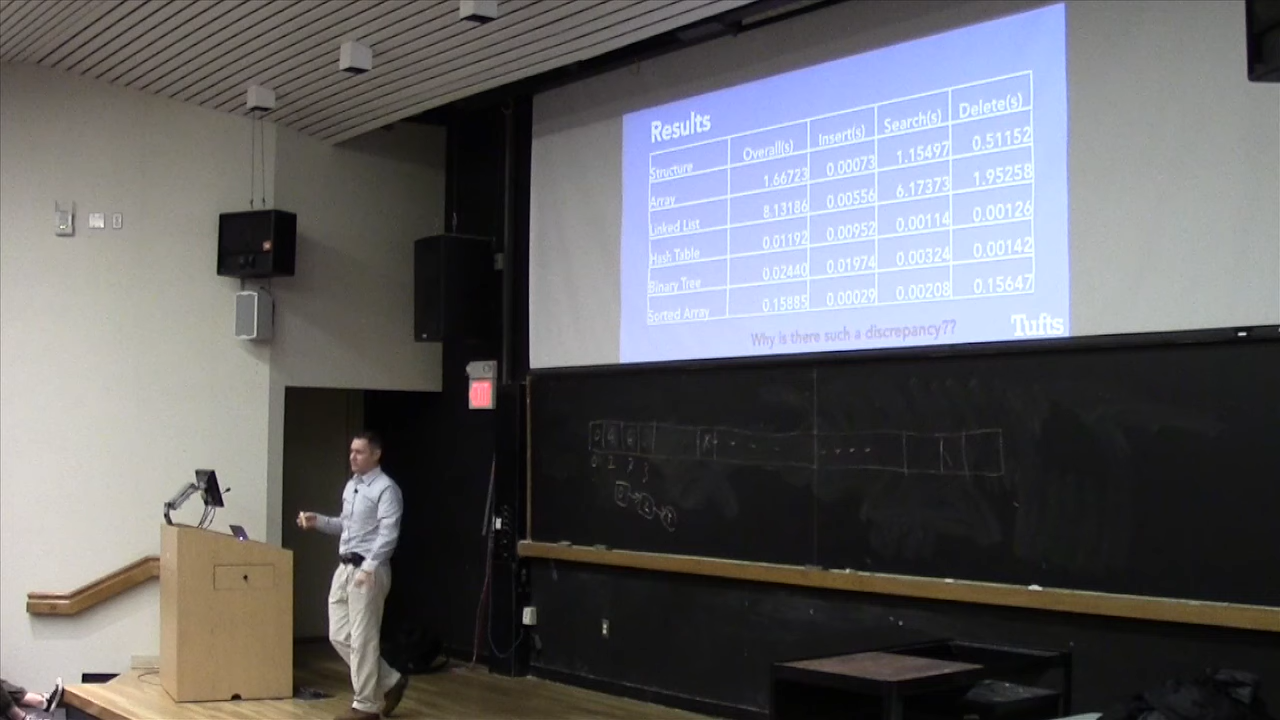 Results
Structure Overall(s) Insert(s) Search(s) Delete(s)
Array 1.66723 0.00073 1.15497 0.51152
Linked List 8.13186 0.00556 6.17373 1.95258
Hash Table 0.01192 0.00952 0.00114 0.00126
Binary Tree 0.02440 0.01974 0.00324 0.00142
Sorted Array 0.15885 0.00029 0.00208 0.15647
Why is there such a discrepancy??
Tufts